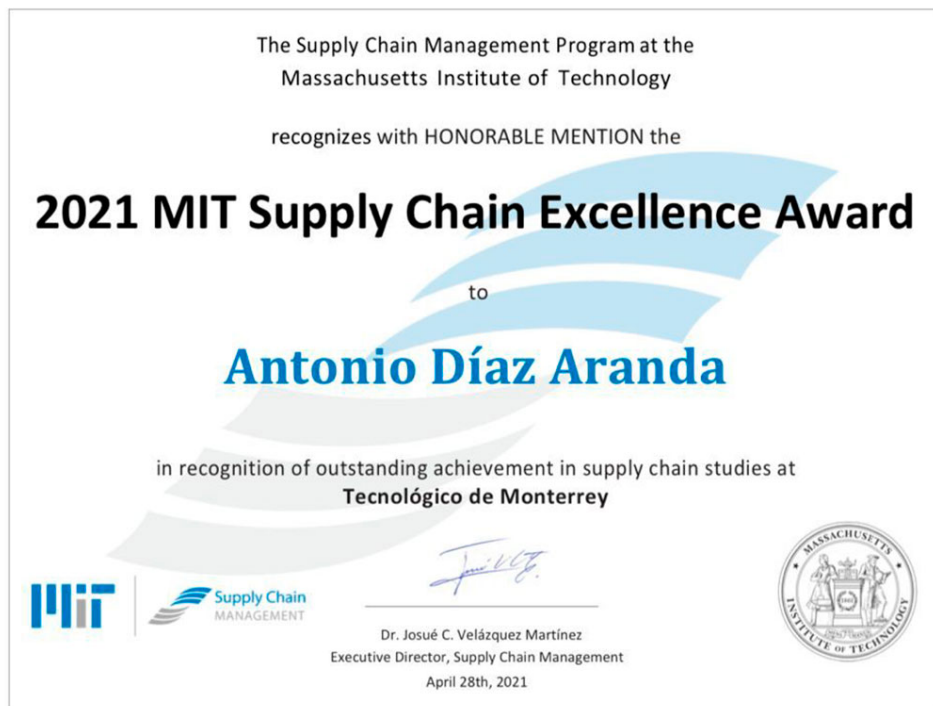 The Supply Chain Management Program at the
Massachusetts Institute of Technology
recognizes with HONORABLE MENTION the
2021 MIT Supply Chain Excellence Award
to
Antonio Díaz Aranda
in recognition of outstanding achievement in supply chain studies at
Tecnológico de Monterrey
MIT
Supply Chain
MANAGEMENT
Dr. Josué C. Velázquez Martínez
Executive Director, Supply Chain Management
April 28th, 2021
MASSACHUSETTS
INSTITUTE OF TECHNOLOGY